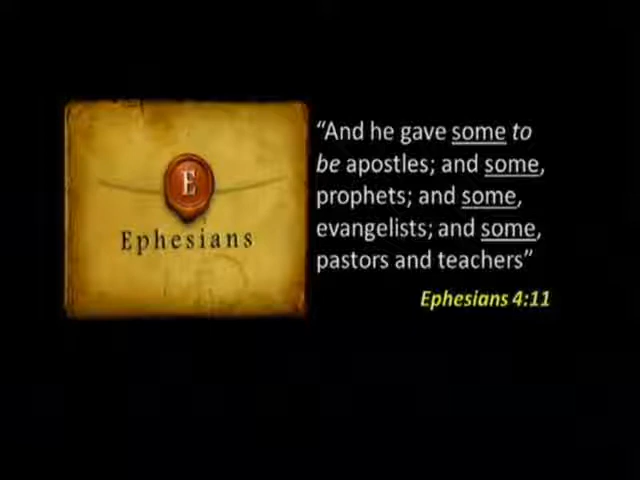 E
Ephesians
“And he gave some to
be apostles; and some,
prophets; and some,
evangelists; and some,
pastors and teachers”
Ephesians 4:11